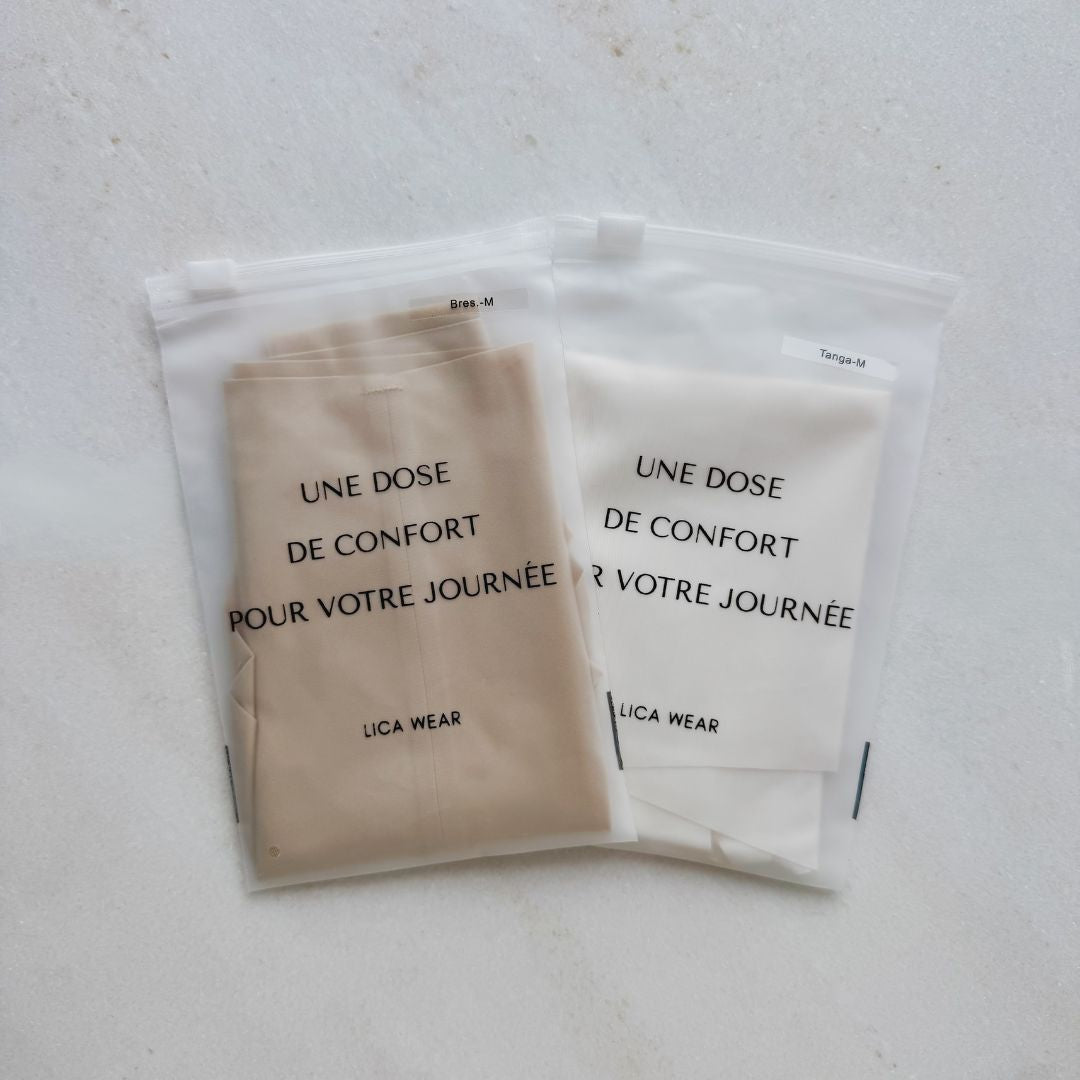 Bres.-M
UNE DOSE
DE CONFORT
POUR VOTRE JOURNÉE
LICA WEAR
Tanga-M
UNE DOSE
DE CONFORT
R VOTRE JOURNÉE
LICA WEAR